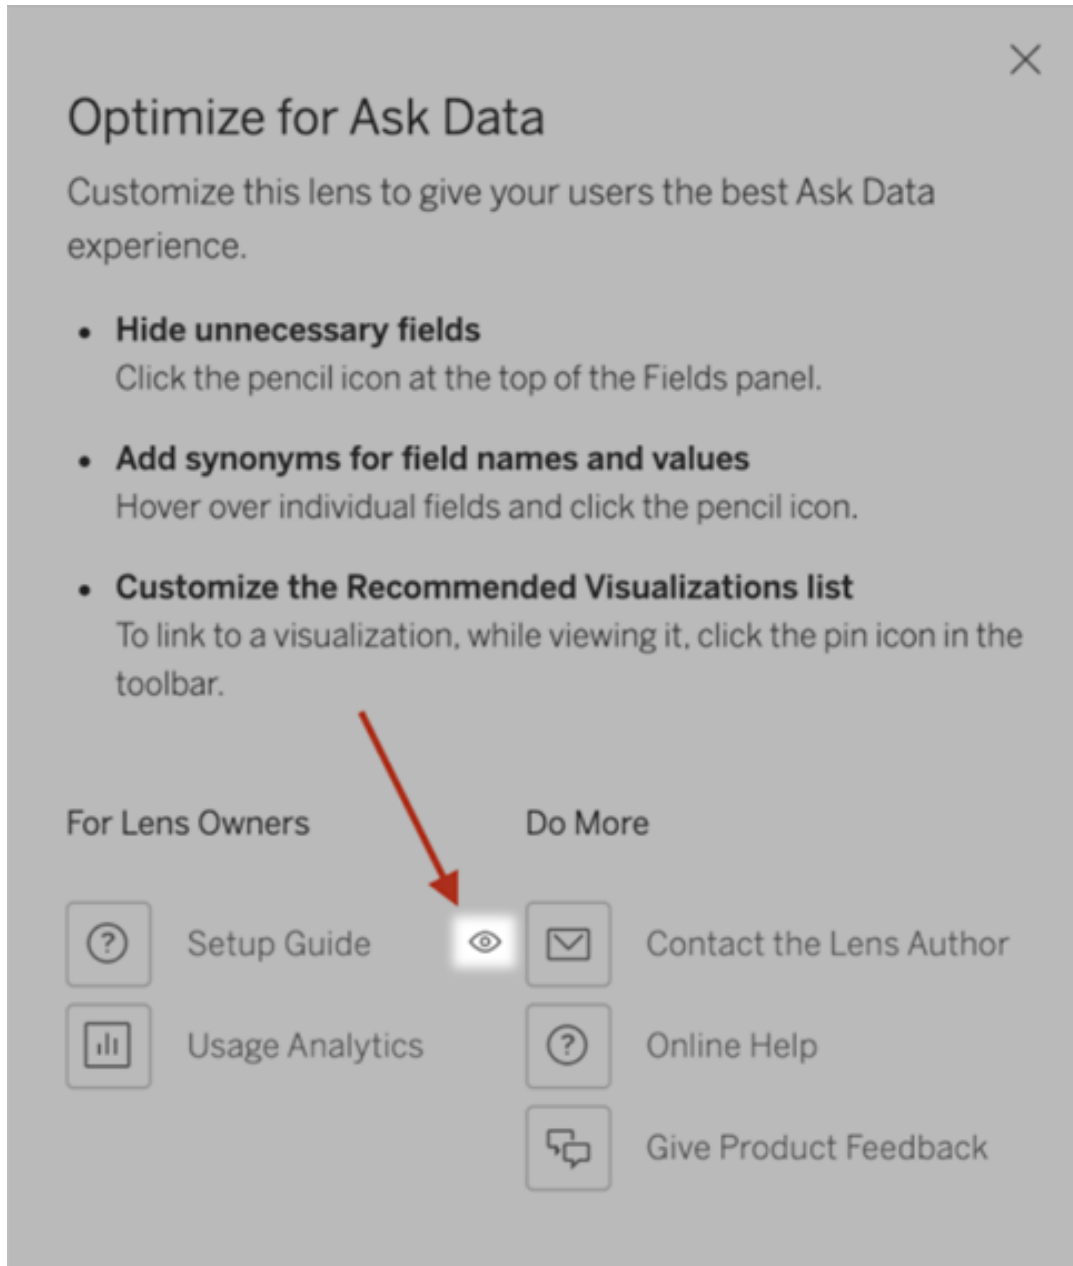 Optimize for Ask Data
Customize this lens to give your users the best Ask Data
experience.
• Hide unnecessary fields
Click the pencil icon at the top of the Fields panel.
• Add synonyms for field names and values
Hover over individual fields and click the pencil icon.
• Customize the Recommended Visualizations list
To link to a visualization, while viewing it, click the pin icon in the
toolbar.
For Lens Owners
Setup Guide
Usage Analytics
Do More
Contact the Lens Author
Online Help
Give Product Feedback